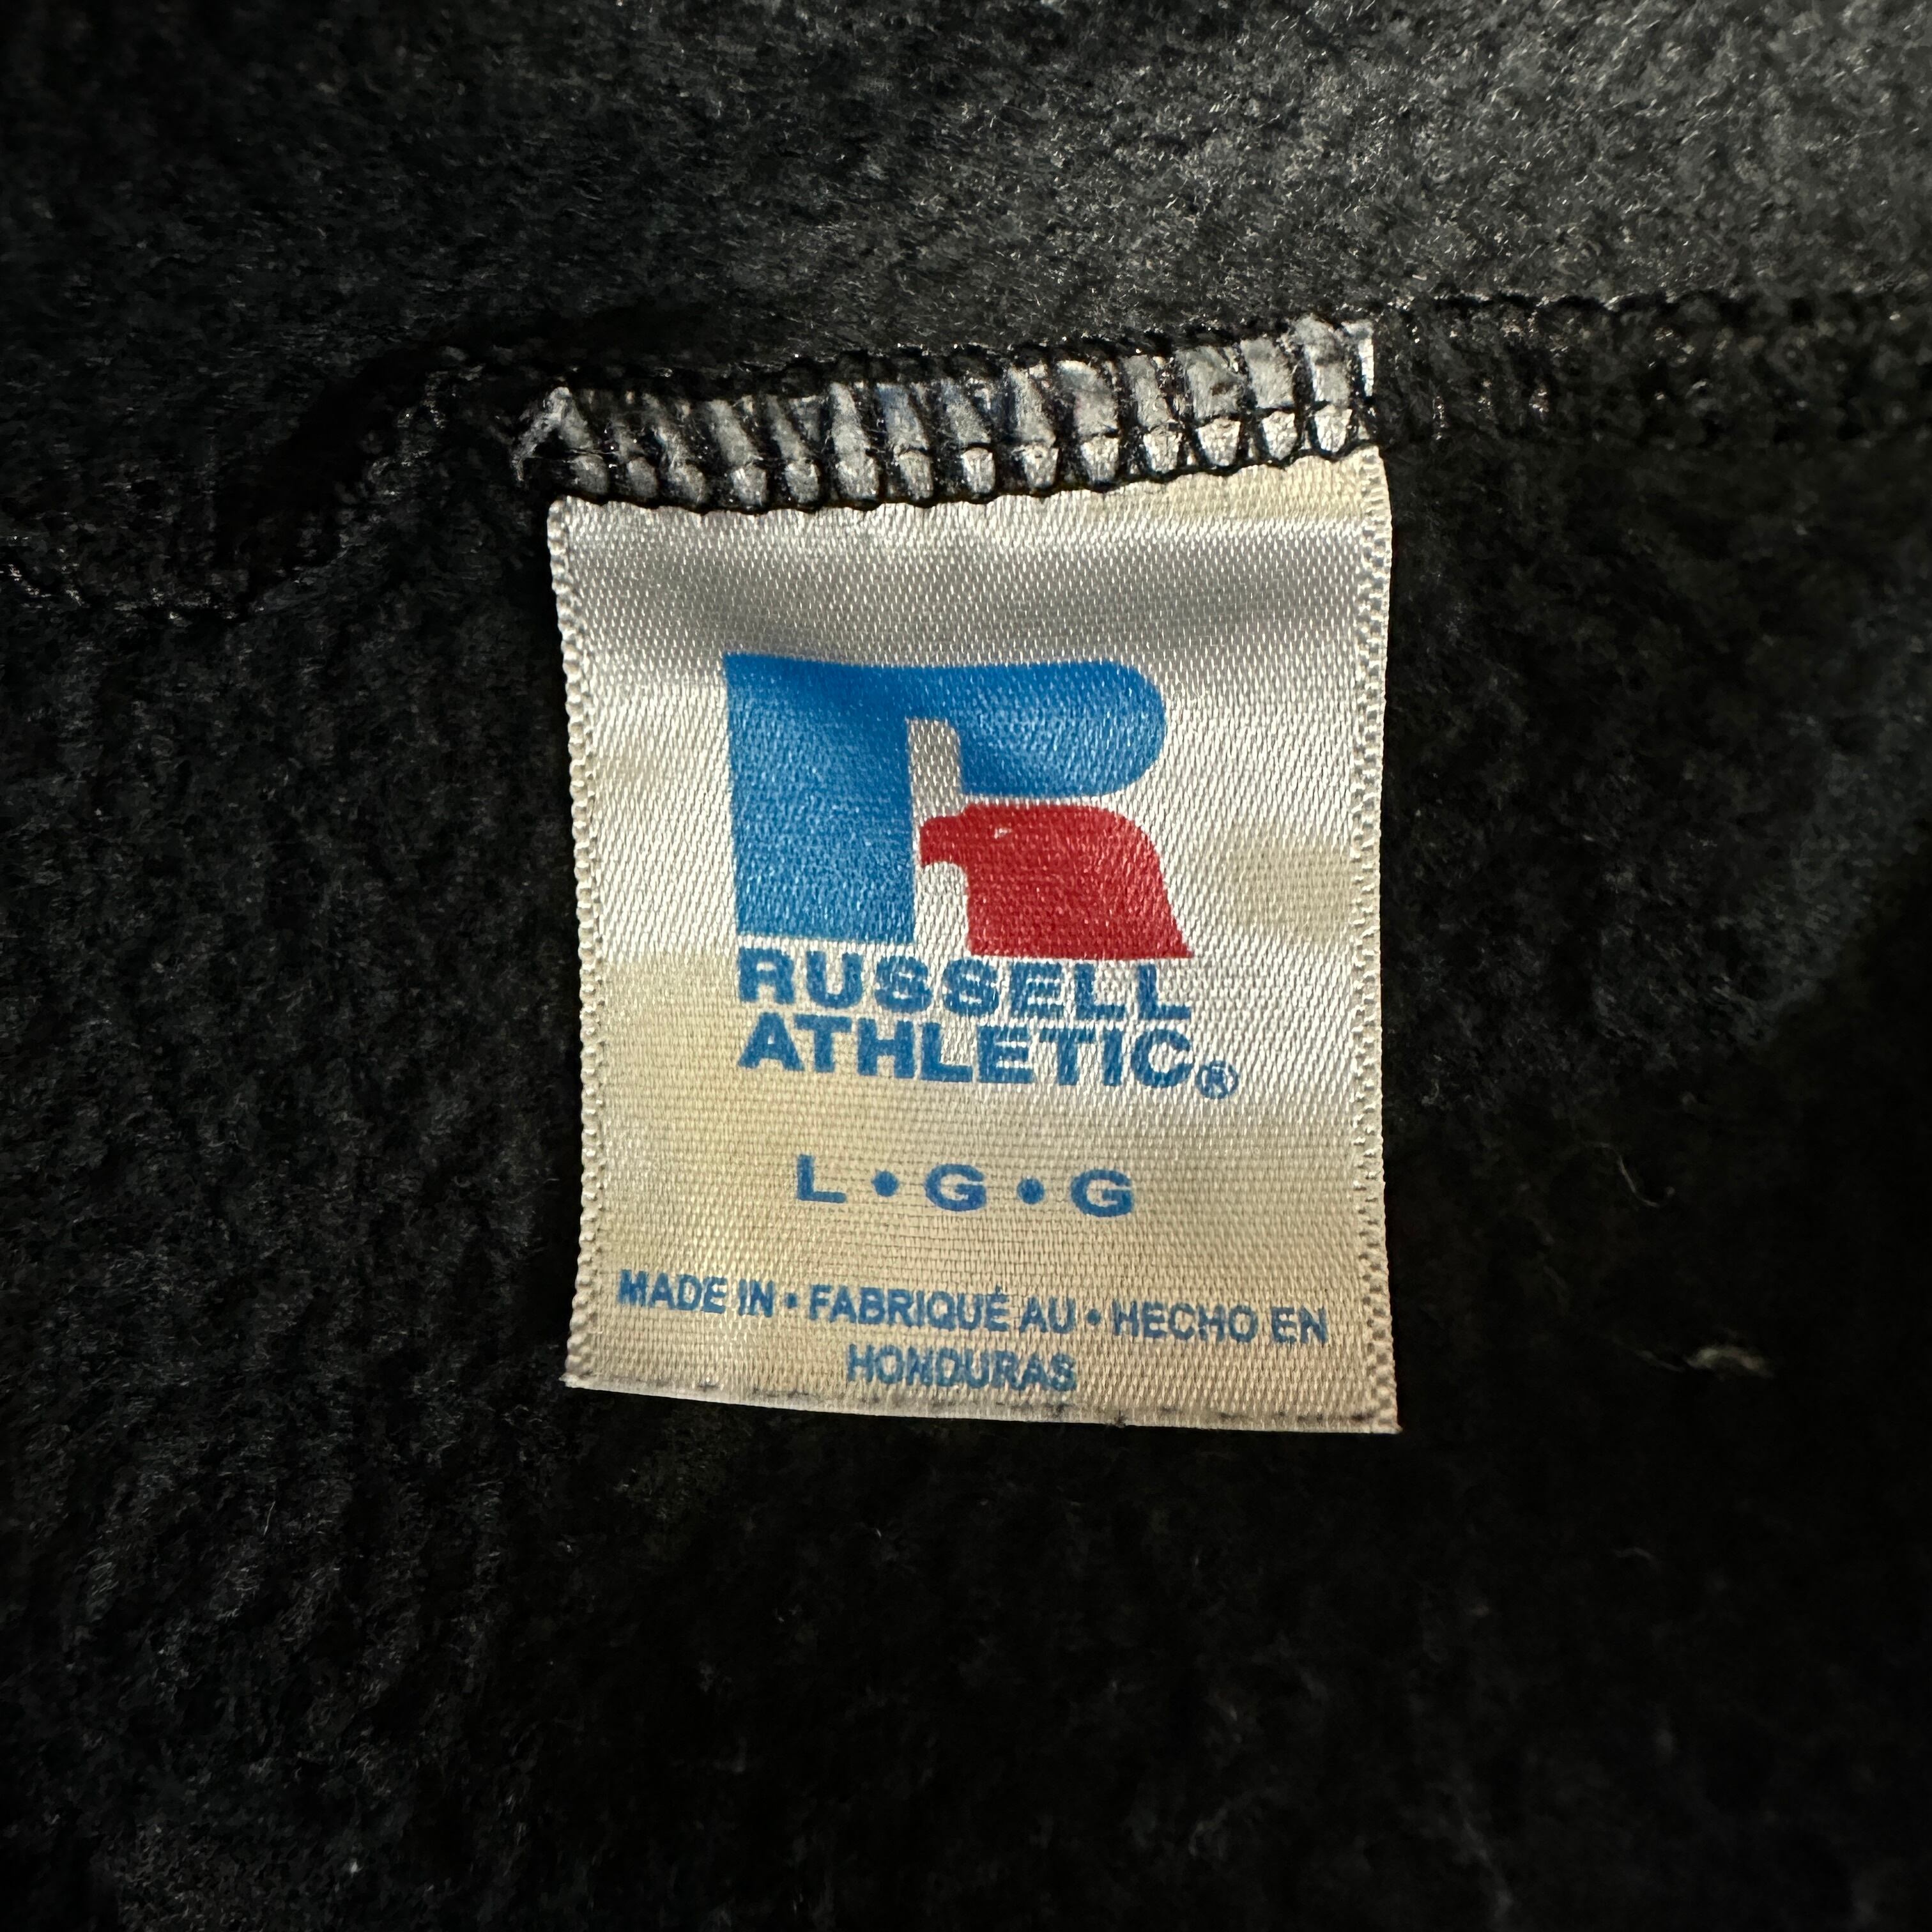 RUSSELL
ATHLETIC®
L • G • G
MADE IN • FABRIQUÉ AU • HECHO EN
HONDURAS